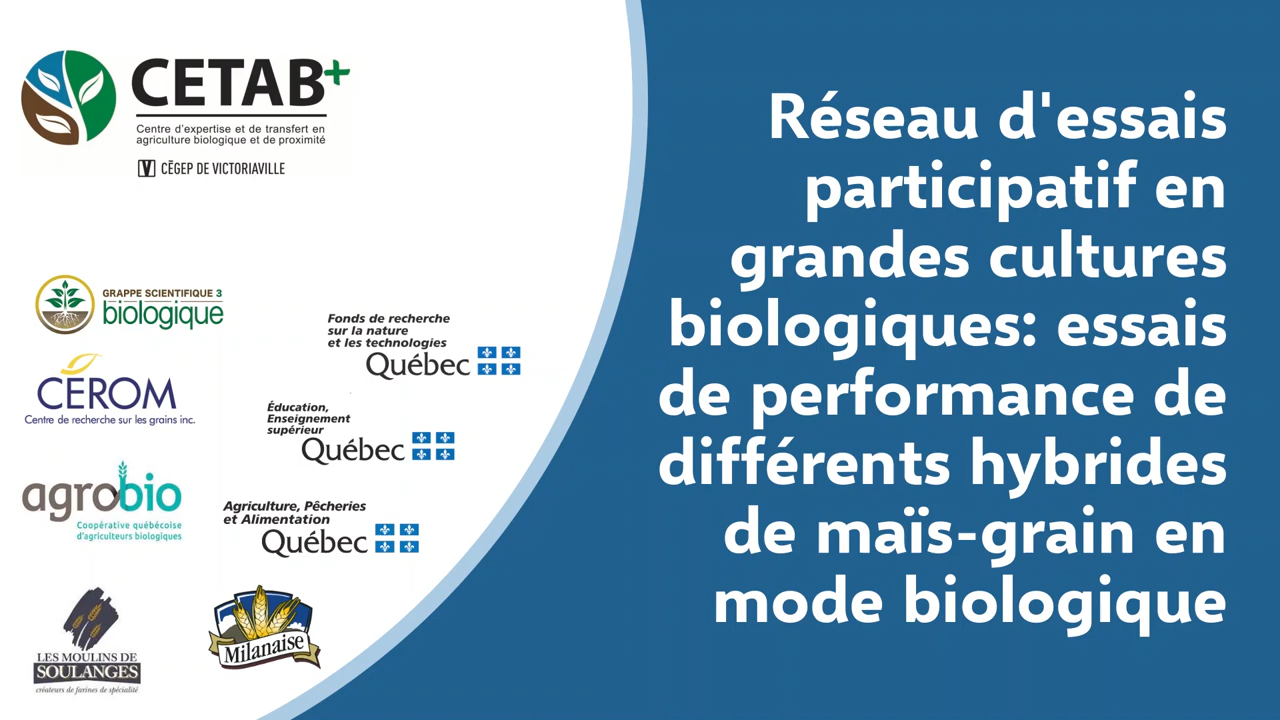 CETAB+
Centre d'expertise et de transfert en
agriculture biologique et de proximité
V CĒGEP DE VICTORIAVILLE
GRAPPE SCIENTIFIQUE 3
biologique
CÉROM
Centre de recherche sur les grains inc.
agrobio
Coopérative québécoise
d'agriculteurs biologiques
LES MOULINS DE
SOULANGES
créateurs de farines de spécialité
Milanaise
Fonds de recherche
sur la nature
et les technologies
Québec
Éducation,
Enseignement
supérieur
Québec
Agriculture, Pêcheries
et Alimentation
Québec
Réseau d'essais
participatif en
grandes cultures
biologiques: essais
de performance de
différents hybrides
de maïs-grain en
mode biologique